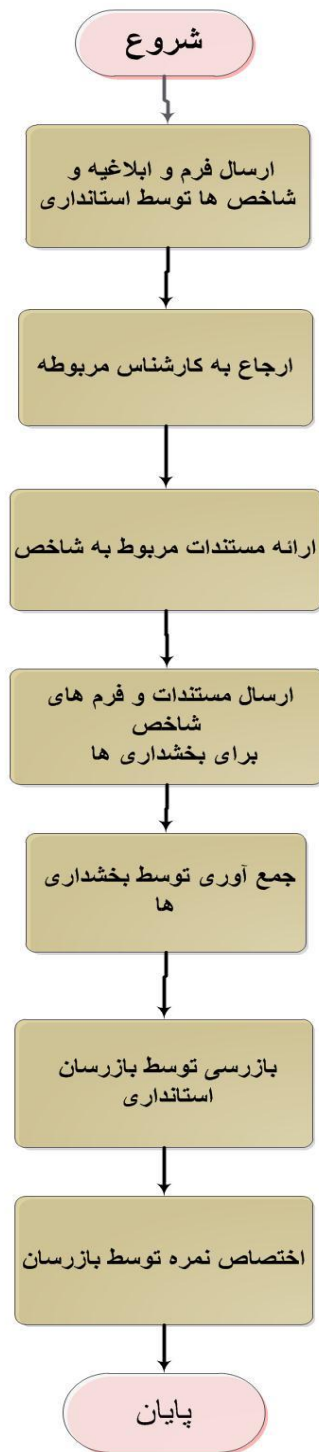 شروع
ارسال فرم و ابلاغیه و
شاخص ها توسط استانداری
ارجاع به کارشناس مربوطه
ارائه مستندات مربوط به شاخص
ارسال مستندات و فرم های
شاخص
برای بخشداری ها
جمع آوری توسط بخشداری
ها
بازرسی توسط بازرسان
استانداری
اختصاص نمره توسط بازرسان
پایان